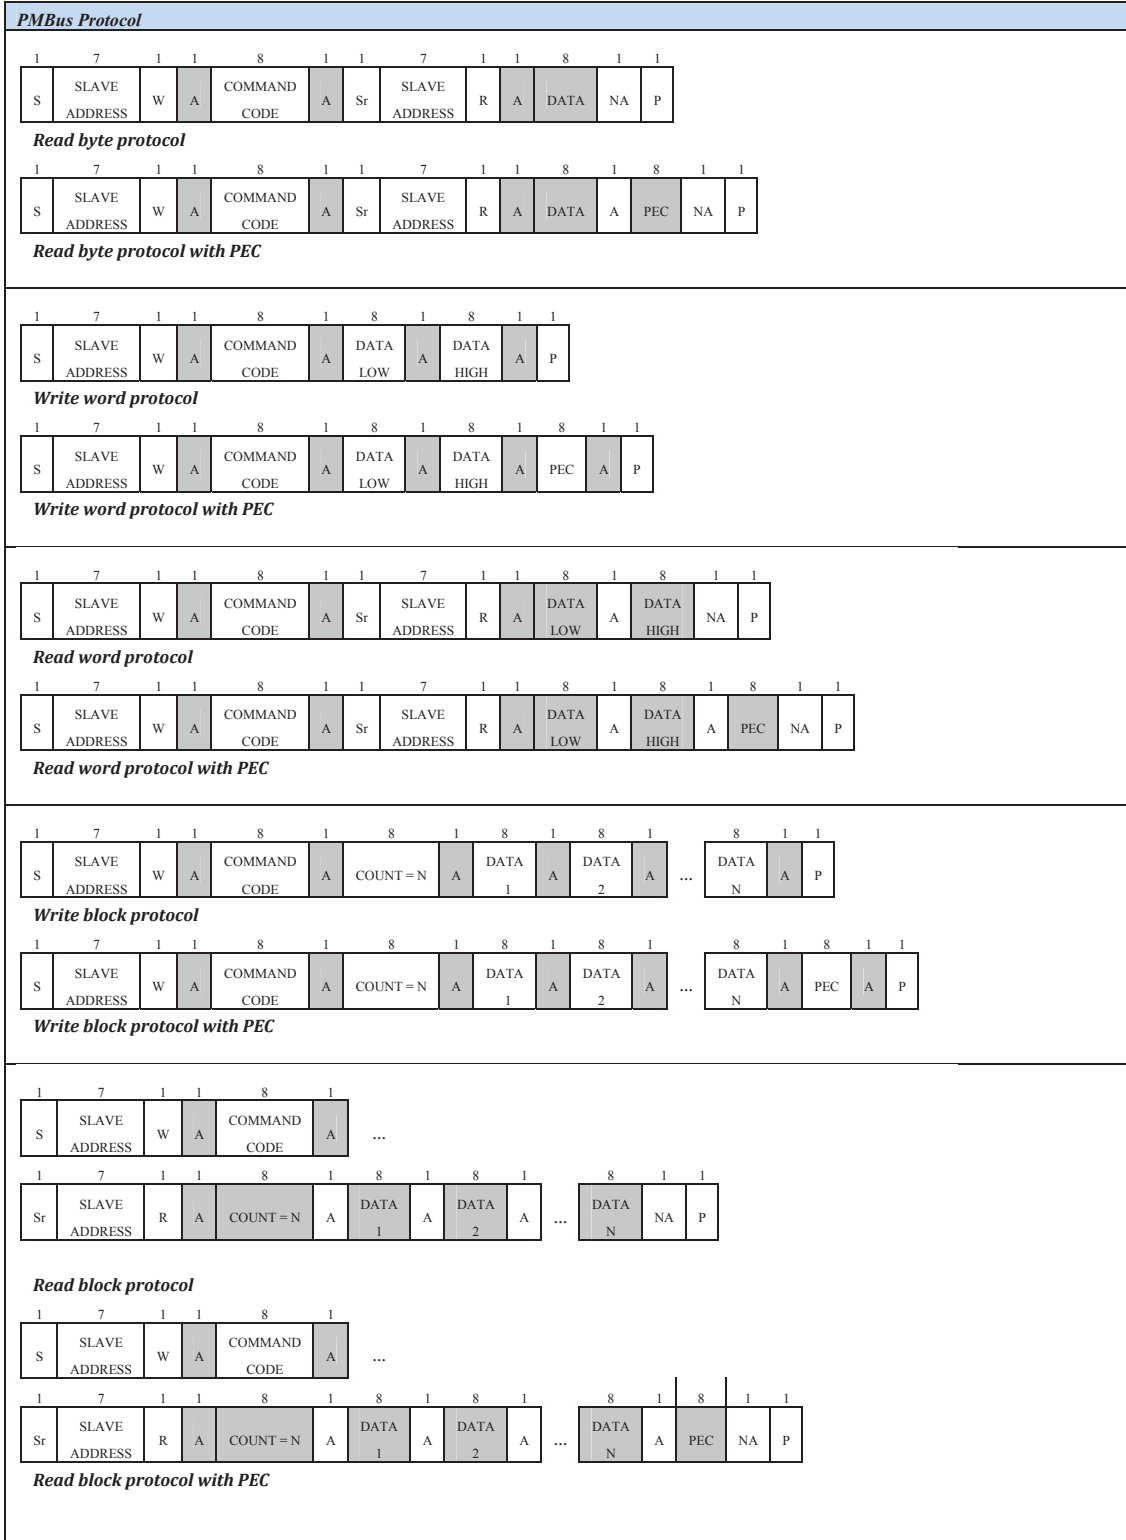 PMBus Protocol
1 7 1 1 8 1 1 7 1 1 8 1 1
S SLAVE ADDRESS W A COMMAND CODE A Sr SLAVE ADDRESS R A DATA NA P
Read byte protocol
1 7 1 1 8 1 1 7 1 1 8 1 8 1 1
S SLAVE ADDRESS W A COMMAND CODE A Sr SLAVE ADDRESS R A DATA A PEC NA P
Read byte protocol with PEC
1 7 1 1 8 1 8 1 8 1 1
S SLAVE ADDRESS W A COMMAND CODE A DATA LOW A DATA HIGH A P
Write word protocol
1 7 1 1 8 1 8 1 8 1 8 1 1
S SLAVE ADDRESS W A COMMAND CODE A DATA LOW A DATA HIGH A PEC A P
Write word protocol with PEC
1 7 1 1 8 1 1 7 1 1 8 1 8 1 1
S SLAVE ADDRESS W A COMMAND CODE A Sr SLAVE ADDRESS R A DATA LOW A DATA HIGH NA P
Read word protocol
1 7 1 1 8 1 1 7 1 1 8 1 8 1 8 1 1
S SLAVE ADDRESS W A COMMAND CODE A Sr SLAVE ADDRESS R A DATA LOW A DATA HIGH A PEC NA P
Read word protocol with PEC
1 7 1 1 8 1 8 1 8 1 8 1 8 1 1
S SLAVE ADDRESS W A COMMAND CODE A COUNT = N A DATA 1 A DATA 2 A ... DATA N A P
Write block protocol
1 7 1 1 8 1 8 1 8 1 8 1 8 1 8 1 1
S SLAVE ADDRESS W A COMMAND CODE A COUNT = N A DATA 1 A DATA 2 A ... DATA N A PEC A P
Write block protocol with PEC
1 7 1 1 8 1
S SLAVE ADDRESS W A COMMAND CODE A ...
1 7 1 1 8 1 8 1 8 1 8 1 1
Sr SLAVE ADDRESS R A COUNT = N A DATA 1 A DATA 2 A ... DATA N NA P
Read block protocol
1 7 1 1 8 1
S SLAVE ADDRESS W A COMMAND CODE A ...
1 7 1 1 8 1 8 1 8 1 8 1 8 1 1
Sr SLAVE ADDRESS R A COUNT = N A DATA 1 A DATA 2 A ... DATA N A PEC NA P
Read block protocol with PEC